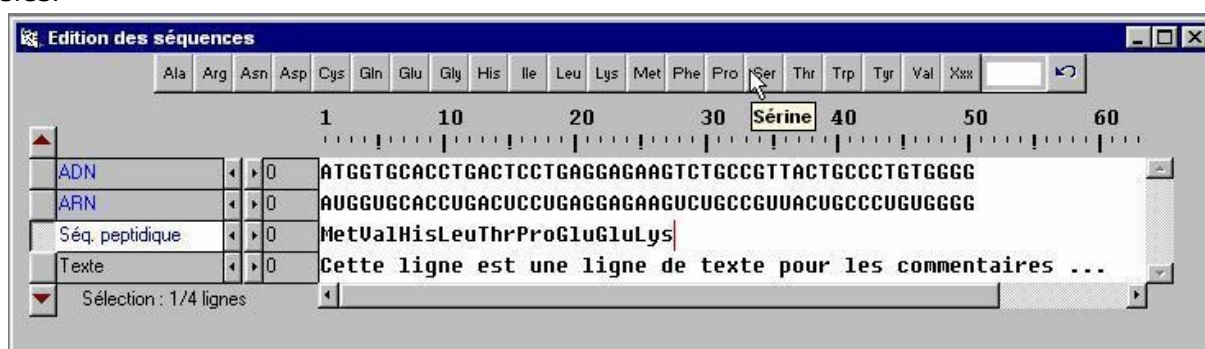 Edition des séquences
Ala Arg Asn Asp Cys Gln Glu Gly His Ile Leu Lys Met Phe Pro Ser Thr Trp Tyr Val Xxx
1 10 20 30 40 50 60
Sérine
ADN 0 ATGGTGCACCTGACTCCTGAGGAGAAGTCTGCCGTTACTGCCCTGTGGGG
ARN 0 AUGGUGCACCUGACUCCUGAGGAGAAGUCUGCCGUUACUGCCCUGUGGGG
Séq. peptidique 0 MetValHisLeuThrProGluGluLys
Texte 0 Cette ligne est une ligne de texte pour les commentaires ...
Sélection : 1/4 lignes